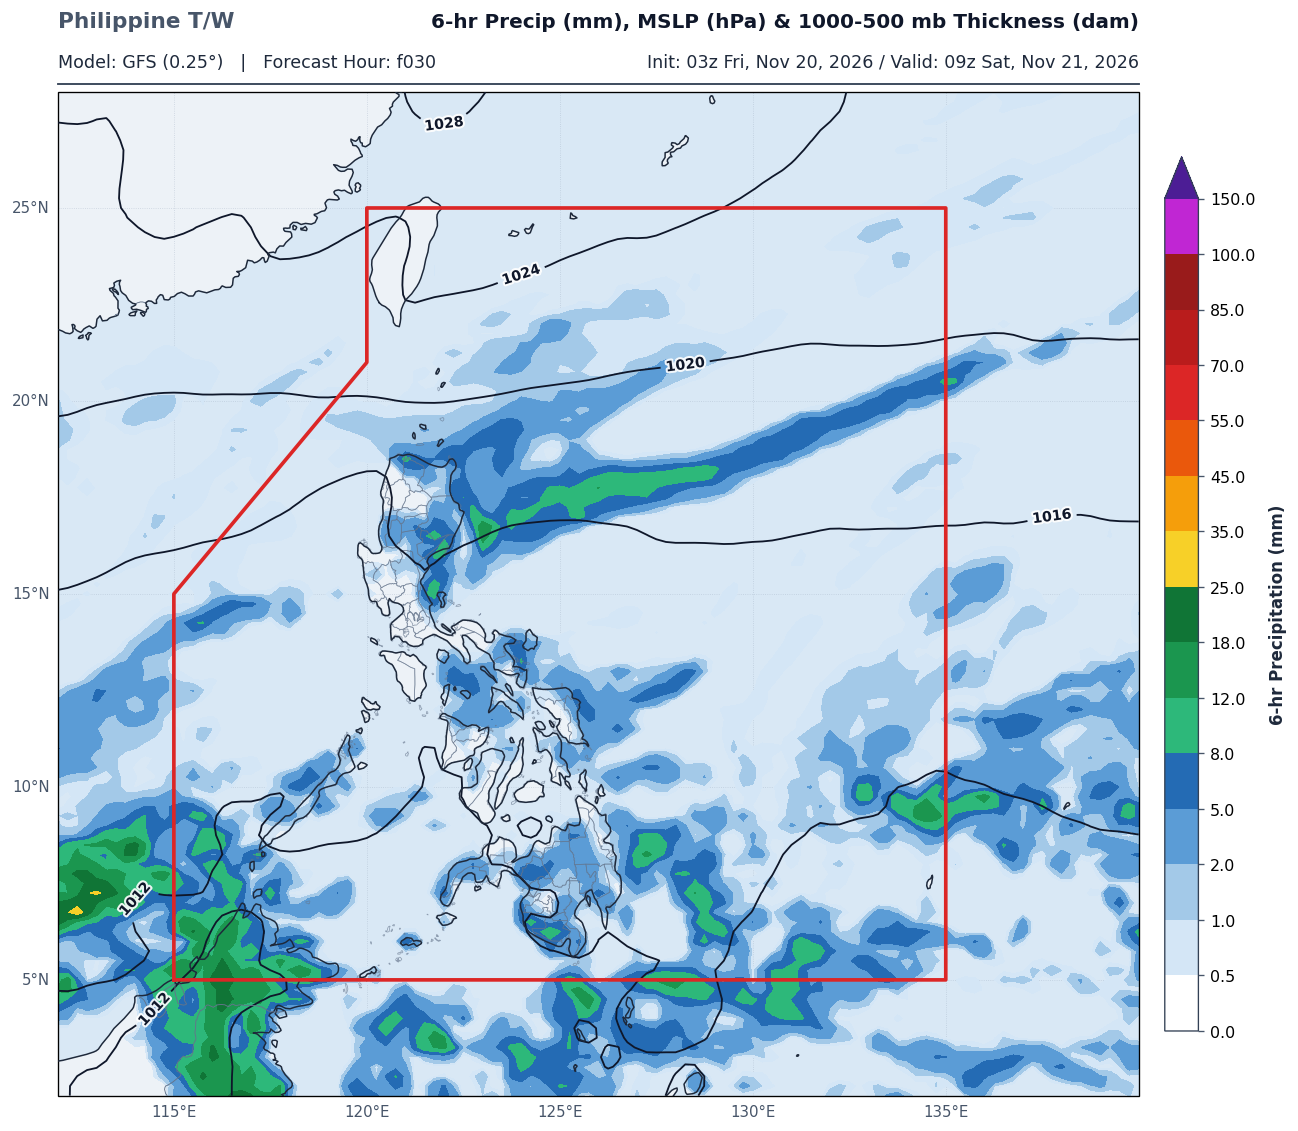 Philippine T/W
6-hr Precip (mm), MSLP (hPa) & 1000-500 mb Thickness (dam)
Model: GFS (0.25°) | Forecast Hour: f030
Init: 03z Fri, Nov 20, 2026 / Valid: 09z Sat, Nov 21, 2026
1028
150.0
25°N
100.0
1024
85.0
1020
70.0
20°N
55.0
45.0
1016
35.0
15°N
25.0
18.0
12.0
8.0
10°N
5.0
2.0
1012
1.0
5°N
0.5
1012
0.0
6-hr Precipitation (mm)
115°E
120°E
125°E
130°E
135°E